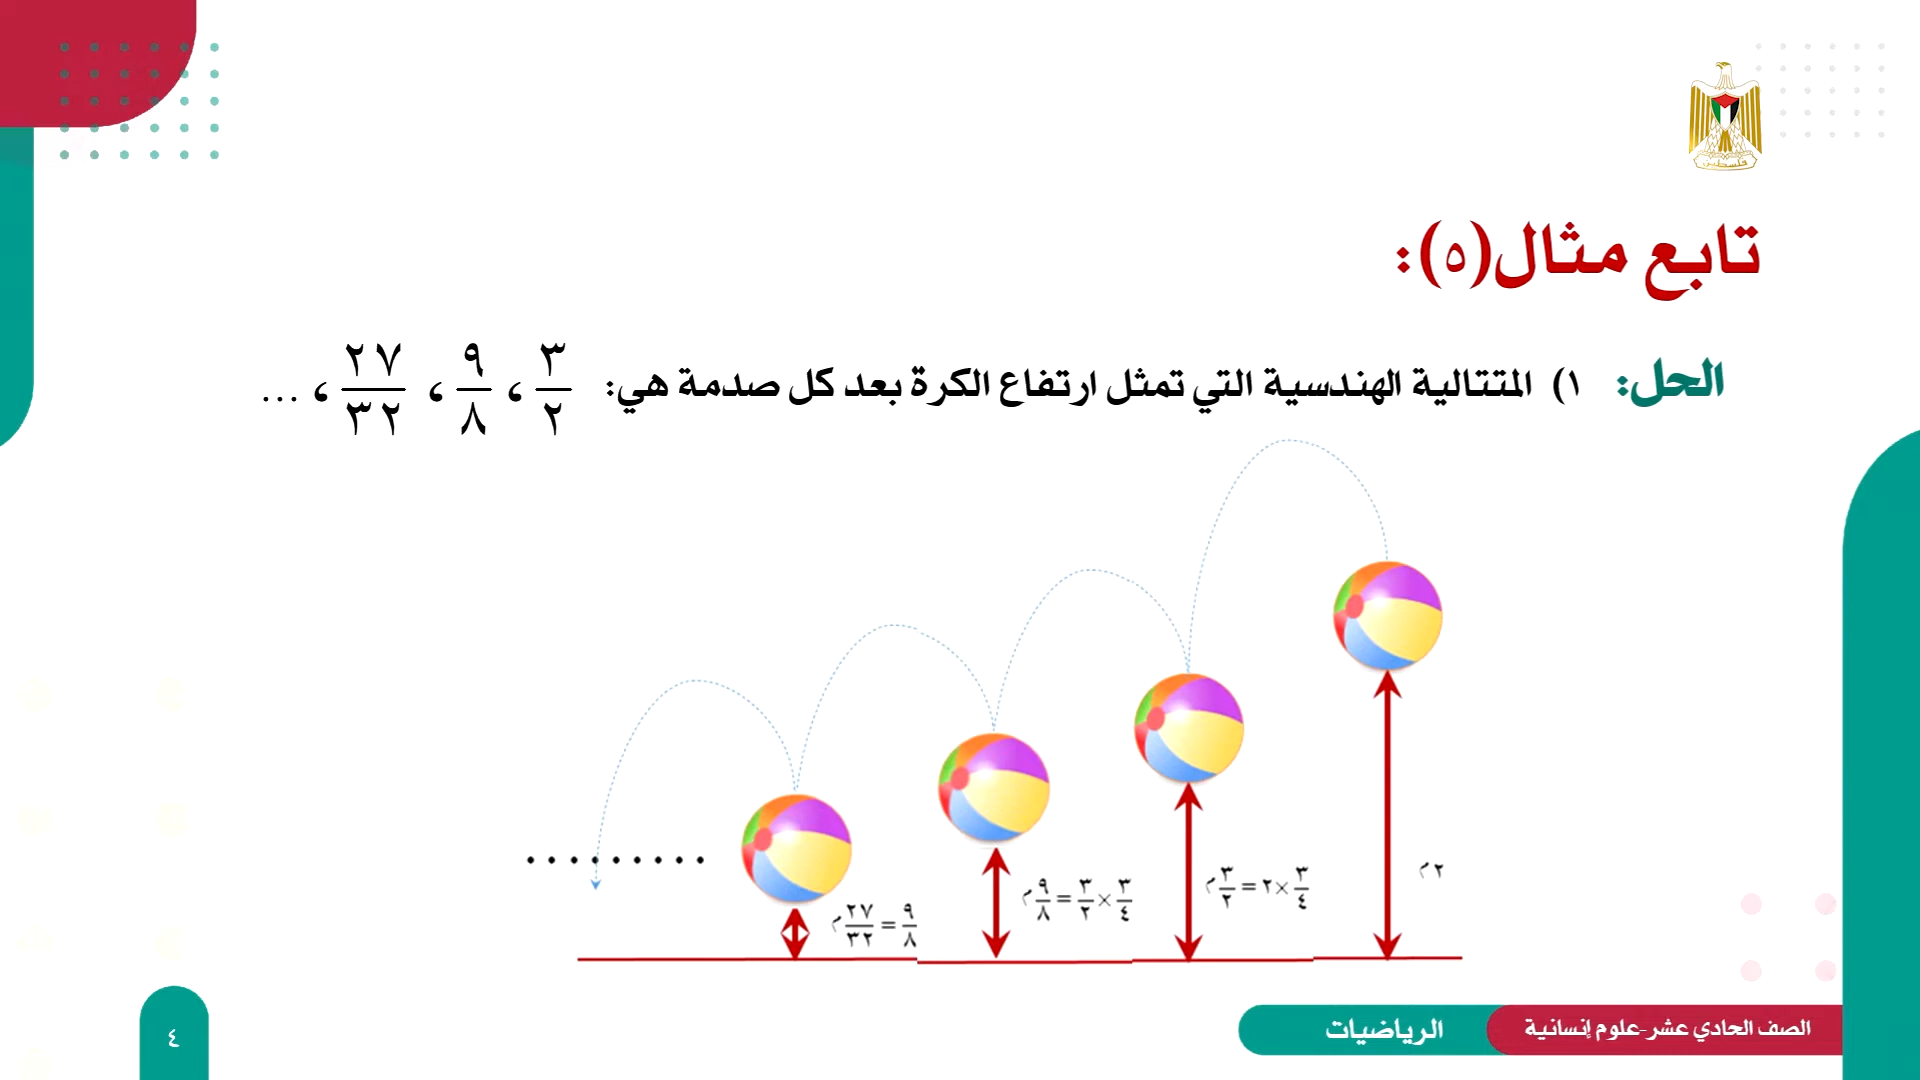 فلسطين
تابع مثال(٥):
الحل: ١) المتتالية الهندسية التي تمثل ارتفاع الكرة بعد كل صدمة هي: ٣/٢ ، ٩/٨ ، ٢٧/٣٢ ، ...
٢ م
٣/٤ × ٢ = ٣/٢ م
٣/٤ × ٣/٢ = ٩/٨ م
٩/٨ = ٢٧/٣٢ م
.........
الصف الحادي عشر-علوم إنسانية
الرياضيات
٤